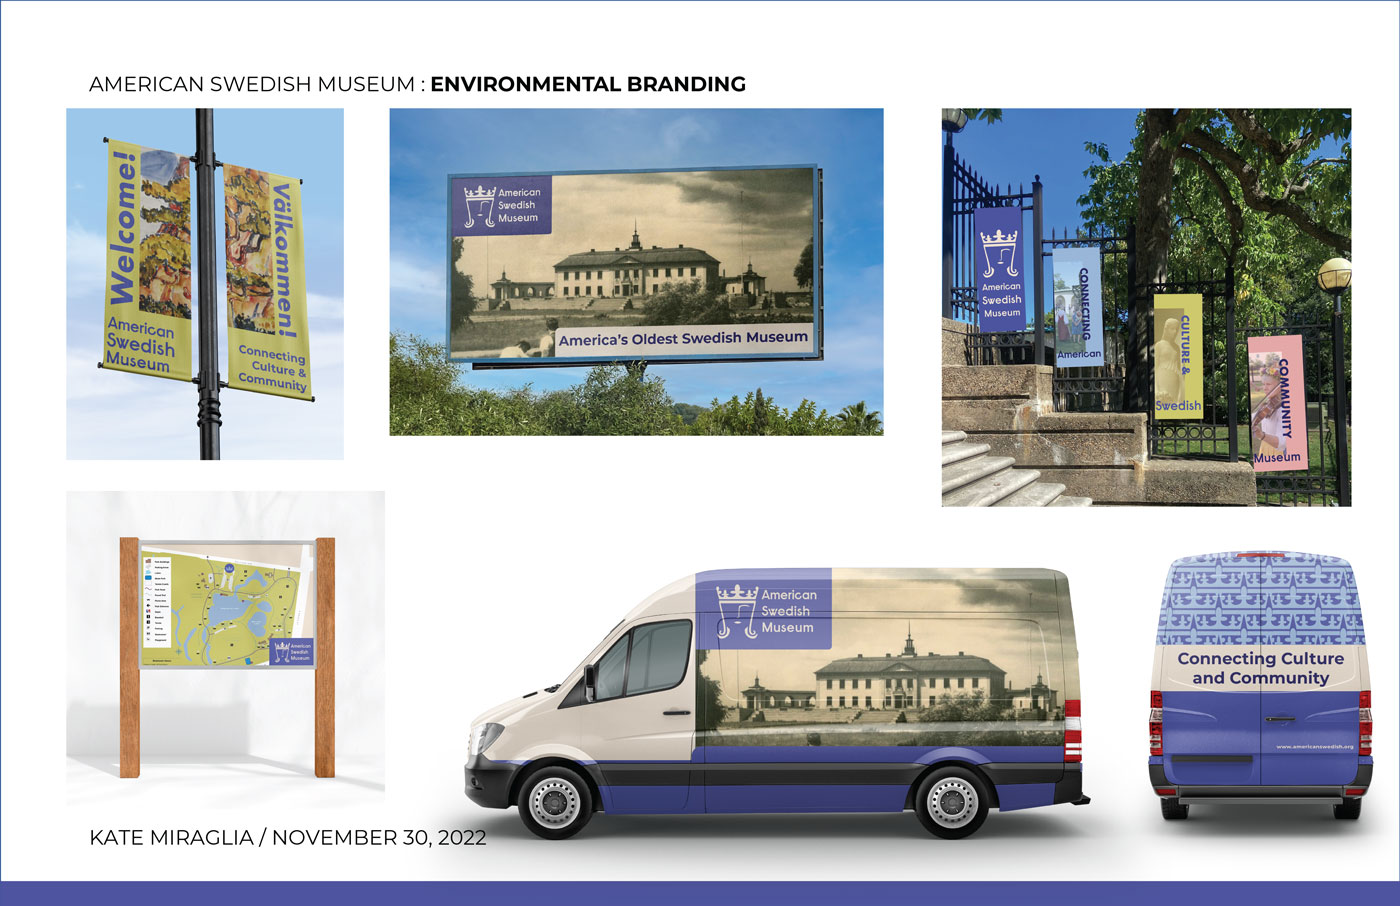 AMERICAN SWEDISH MUSEUM : ENVIRONMENTAL BRANDING
Welcome!
American
Swedish
Museum
Välkommen!
Connecting
Culture &
Community
American
Swedish
Museum
America's Oldest Swedish Museum
American
Swedish
Museum
CONNECTING
American
CULTURE &
Swedish
COMMUNITY
Museum
American
Swedish
Museum
American
Swedish
Museum
Connecting Culture
and Community
www.americanswedish.org
KATE MIRAGLIA / NOVEMBER 30, 2022